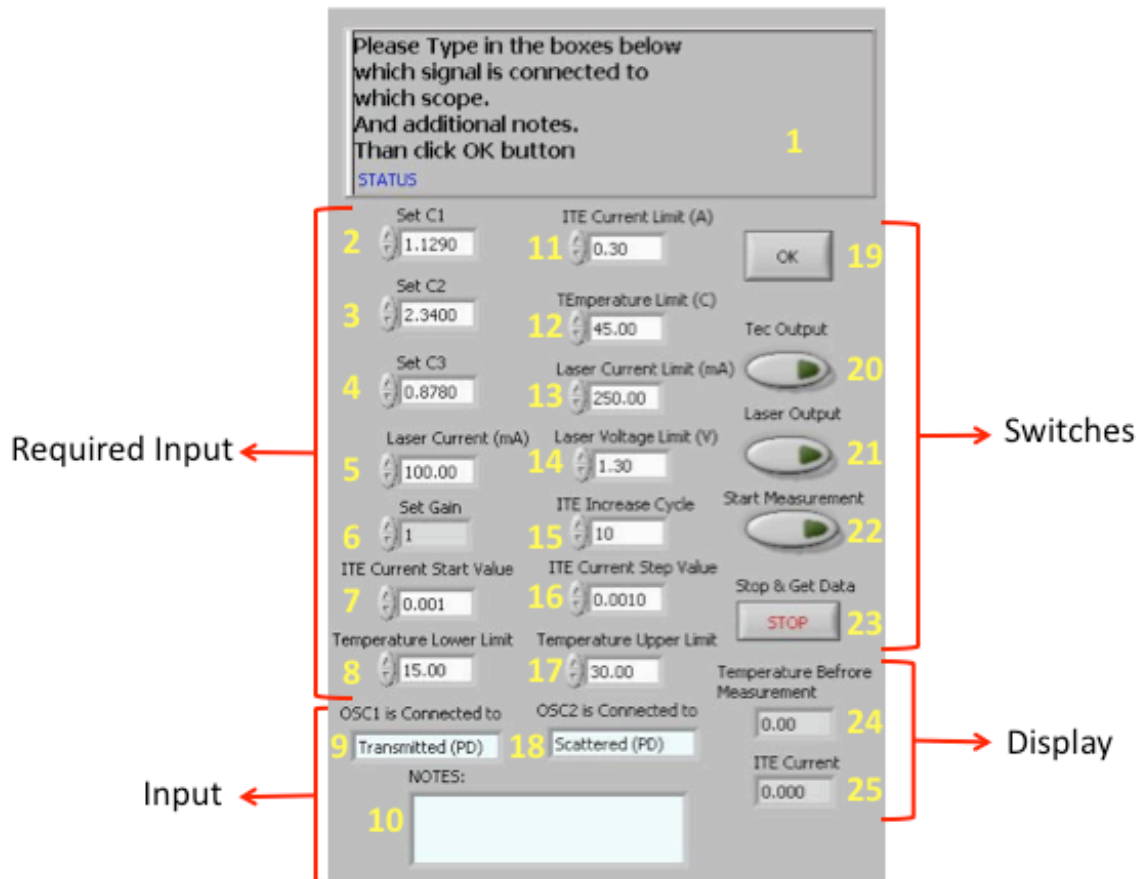 Please Type in the boxes below
which signal is connected to
which scope.
And additional notes.
Than click OK button
1
STATUS
Required Input
2
Set C1
1.1290
3
Set C2
2.3400
4
Set C3
0.8780
5
Laser Current (mA)
100.00
6
Set Gain
1
7
ITE Current Start Value
0.001
8
Temperature Lower Limit
15.00
11
ITE Current Limit (A)
0.30
12
TEmperature Limit (C)
45.00
13
Laser Current Limit (mA)
250.00
14
Laser Voltage Limit (V)
1.30
15
ITE Increase Cycle
10
16
ITE Current Step Value
0.0010
17
Temperature Upper Limit
30.00
Switches
OK
19
Tec Output
20
Laser Output
21
Start Measurement
22
Stop & Get Data
STOP
23
Input
OSC1 is Connected to
9
Transmitted (PD)
OSC2 is Connected to
18
Scattered (PD)
NOTES:
10
Display
Temperature Befrore
Measurement
0.00
24
ITE Current
0.000
25